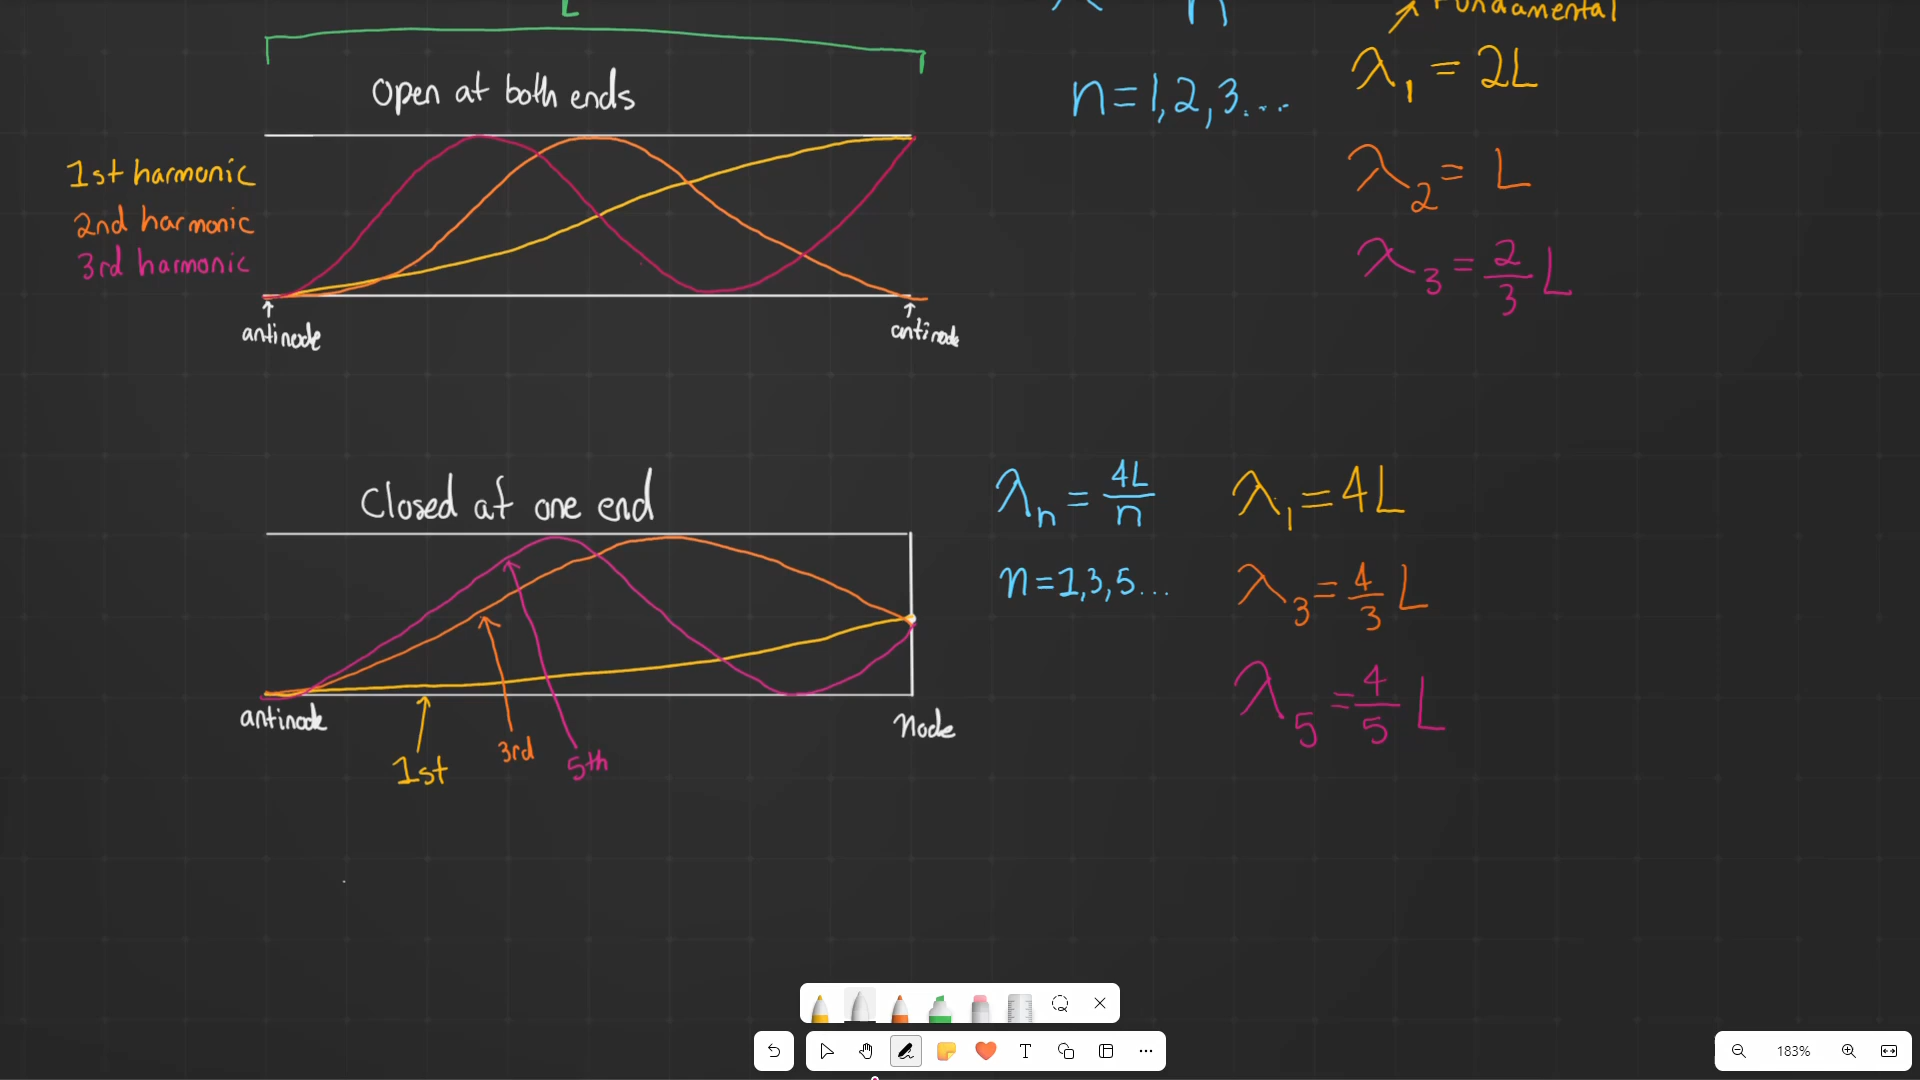 L
Fundamental
λ n
Open at both ends
n=1,2,3...
λ₁ = 2L
1st harmonic
2nd harmonic
3rd harmonic
λ₂ = L
λ₃ = 2/3 L
antinode
antinode
Closed at one end
λₙ = 4L/n
λ₁ = 4L
n=1,3,5...
λ₃ = 4/3 L
λ₅ = 4/5 L
antinode
Node
1st
3rd
5th
T
183%